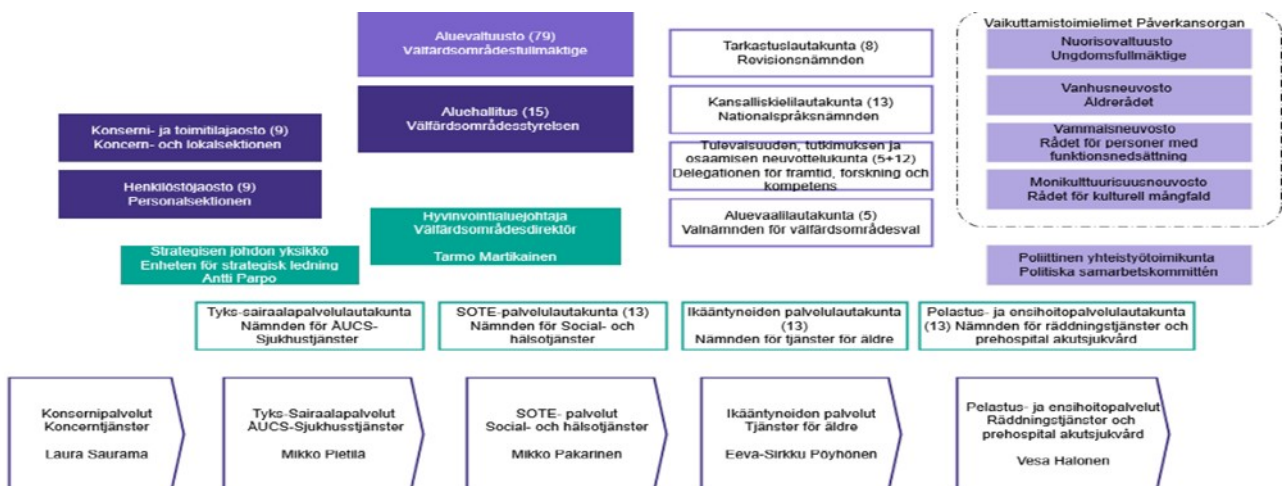 Aluevaltuusto (79)
Välfärdsområdesfullmäktige
Aluehallitus (15)
Välfärdsområdesstyrelsen
Konserni- ja toimitilajaosto (9)
Koncern- och lokalsektionen
Henkilöstöjaosto (9)
Personalsektionen
Hyvinvointialuejohtaja
Välfärdsområdesdirektör
Tarmo Martikainen
Strategisen johdon yksikkö
Enheten för strategisk ledning
Antti Parpo
Tarkastuslautakunta (8)
Revisionsnämnden
Kansalliskielilautakunta (13)
Nationalspråksnämnden
Tulevaisuuden, tutkimuksen ja
osaamisen neuvottelukunta (5+12)
Delegationen för framtid, forskning och
kompetens
Aluevaalilautakunta (5)
Valnämnden för välfärdsområdesval
Vaikuttamistoimielimet Påverkansorgan
Nuorisovaltuusto
Ungdomsfullmäktige
Vanhusneuvosto
Äldrerådet
Vammaisneuvosto
Rådet för personer med
funktionsnedsättning
Monikulttuurisuusneuvosto
Rådet för kulturell mångfald
Poliittinen yhteistyötoimikunta
Politiska samarbetskommittén
Tyks-sairaalapalvelulautakunta
Nämnden för ÅUCS-
Sjukhustjänster
SOTE-palvelulautakunta (13)
Nämnden för Social- och
hälsotjänster
Ikääntyneiden palvelulautakunta
(13)
Nämnden för tjänster för äldre
Pelastus- ja ensihoitopalvelulautakunta
(13) Nämnden för räddningstjänster och
prehospital akutsjukvård
Konsernipalvelut
Koncerntjänster
Laura Saurama
Tyks-Sairaalapalvelut
ÅUCS-Sjukhusstjänster
Mikko Pietilä
SOTE- palvelut
Social- och hälsotjänster
Mikko Pakarinen
Ikääntyneiden palvelut
Tjänster för äldre
Eeva-Sirkku Pöyhönen
Pelastus- ja ensihoitopalvelut
Räddningstjänster och
prehospital akutsjukvård
Vesa Halonen